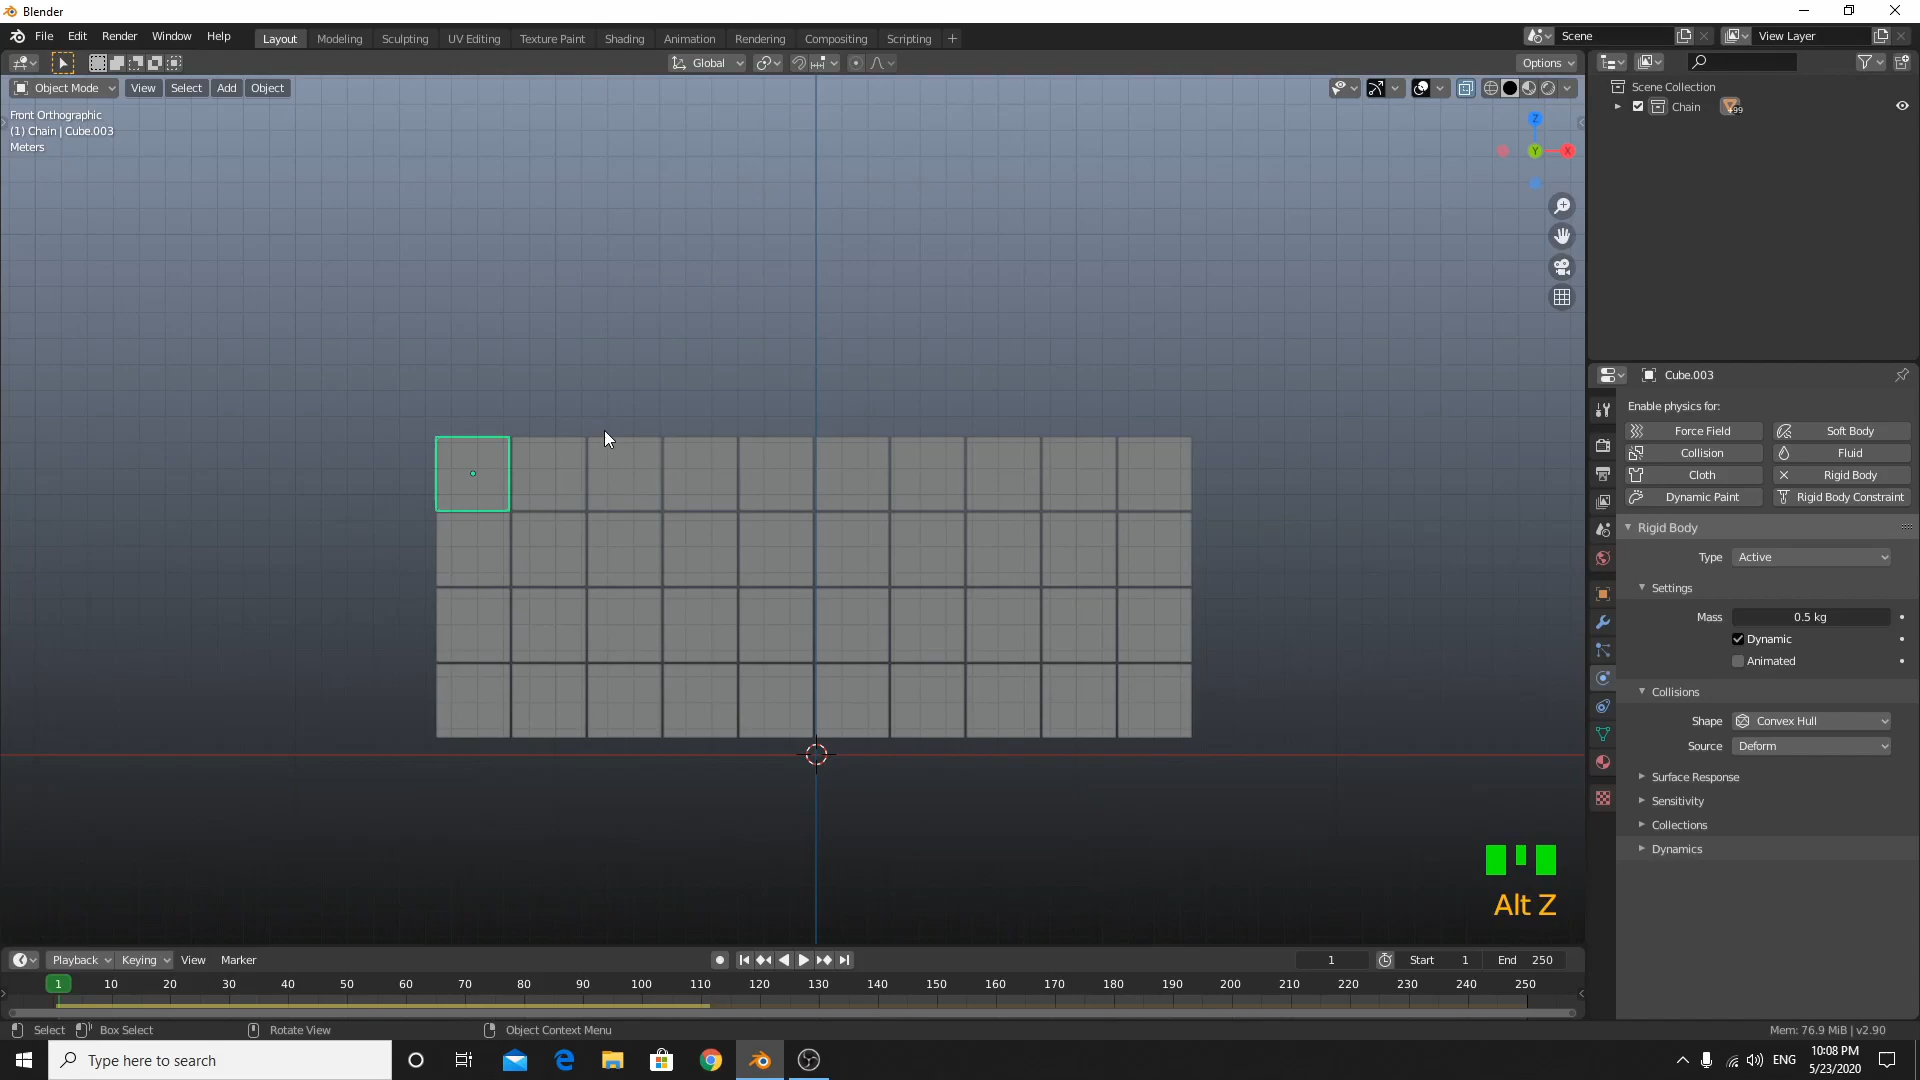 Blender
File Edit Render Window Help
Layout Modeling Sculpting UV Editing Texture Paint Shading Animation Rendering Compositing Scripting +
Scene
View Layer
Global
Options
Object Mode View Select Add Object
Front Orthographic
(1) Chain | Cube.003
Meters
Z
Y
X
Scene Collection
Chain
99
Cube.003
Enable physics for:
Force Field
Soft Body
Collision
Fluid
Cloth
Rigid Body
Dynamic Paint
Rigid Body Constraint
Rigid Body
Type Active
Settings
Mass 0.5 kg
Dynamic
Animated
Collisions
Shape Convex Hull
Source Deform
Surface Response
Sensitivity
Collections
Dynamics
Alt Z
Playback Keying View Marker
1 Start 1 End 250
1 10 20 30 40 50 60 70 80 90 100 110 120 130 140 150 160 170 180 190 200 210 220 230 240 250
Select Box Select Rotate View Object Context Menu
Mem: 76.9 MiB | v2.90
Type here to search
ENG
10:08 PM
5/23/2020